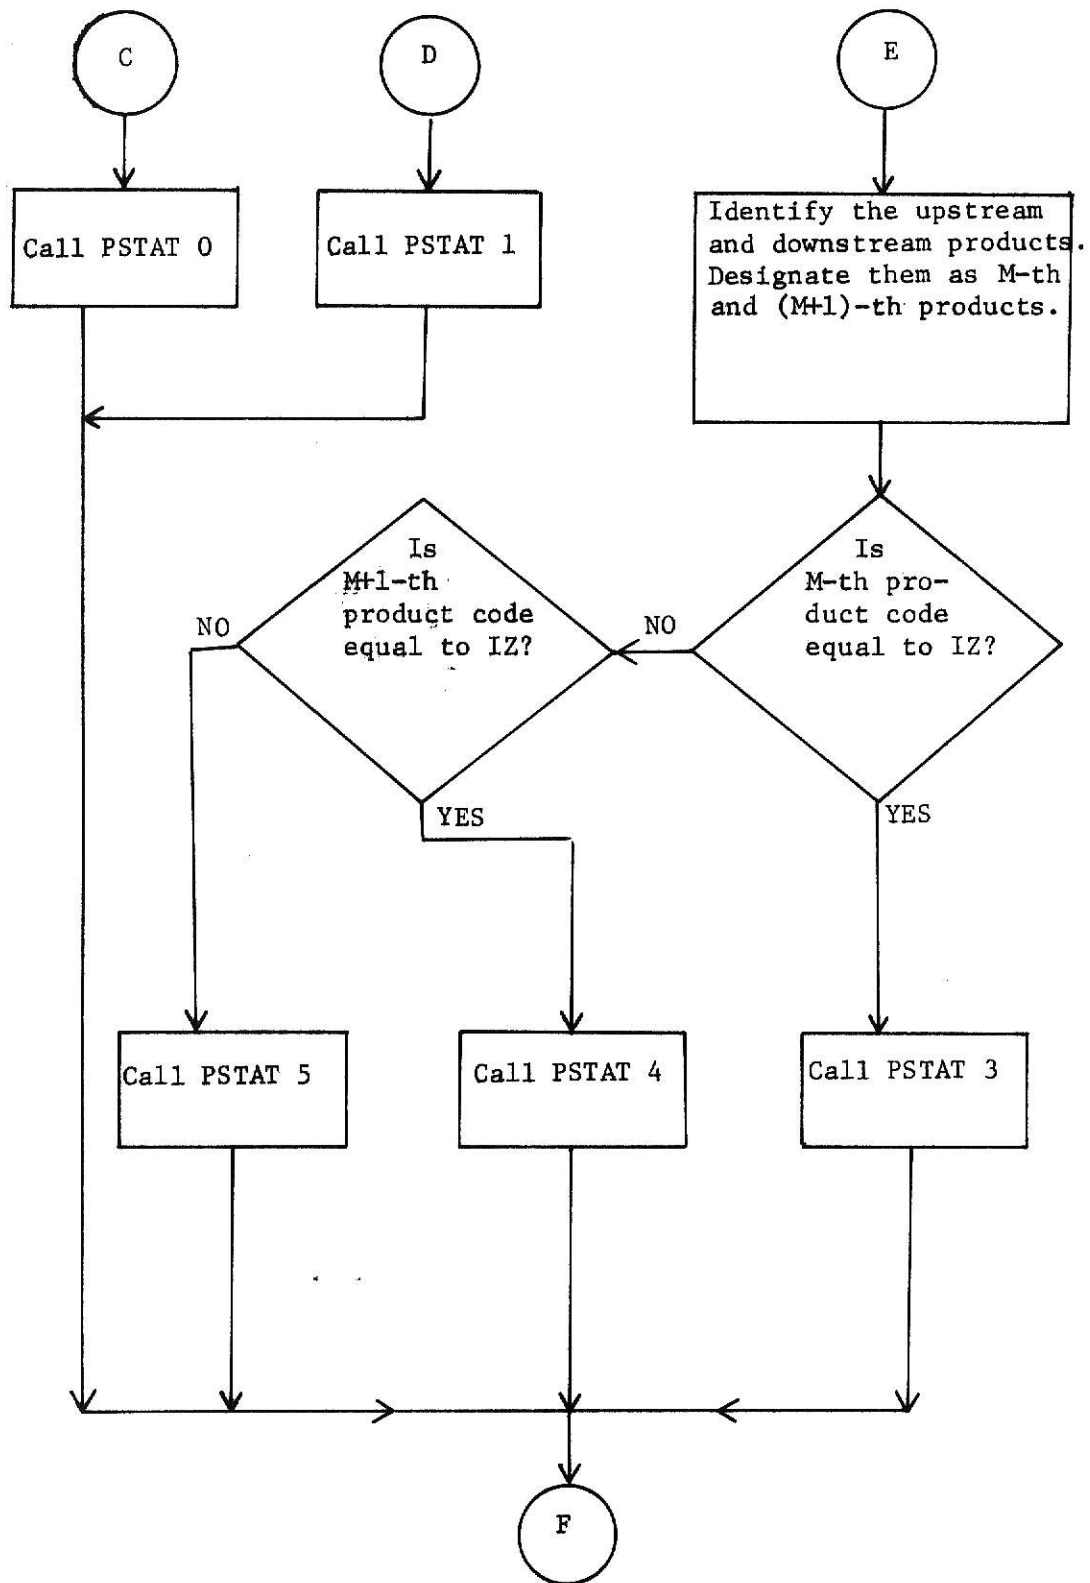 C
D
E
Call PSTAT 0
Call PSTAT 1
Identify the upstream
and downstream products.
Designate them as M-th
and (M+1)-th products.
Is
M+1-th
product code
equal to IZ?
NO
YES
Is
M-th pro-
duct code
equal to IZ?
NO
YES
Call PSTAT 5
Call PSTAT 4
Call PSTAT 3
F